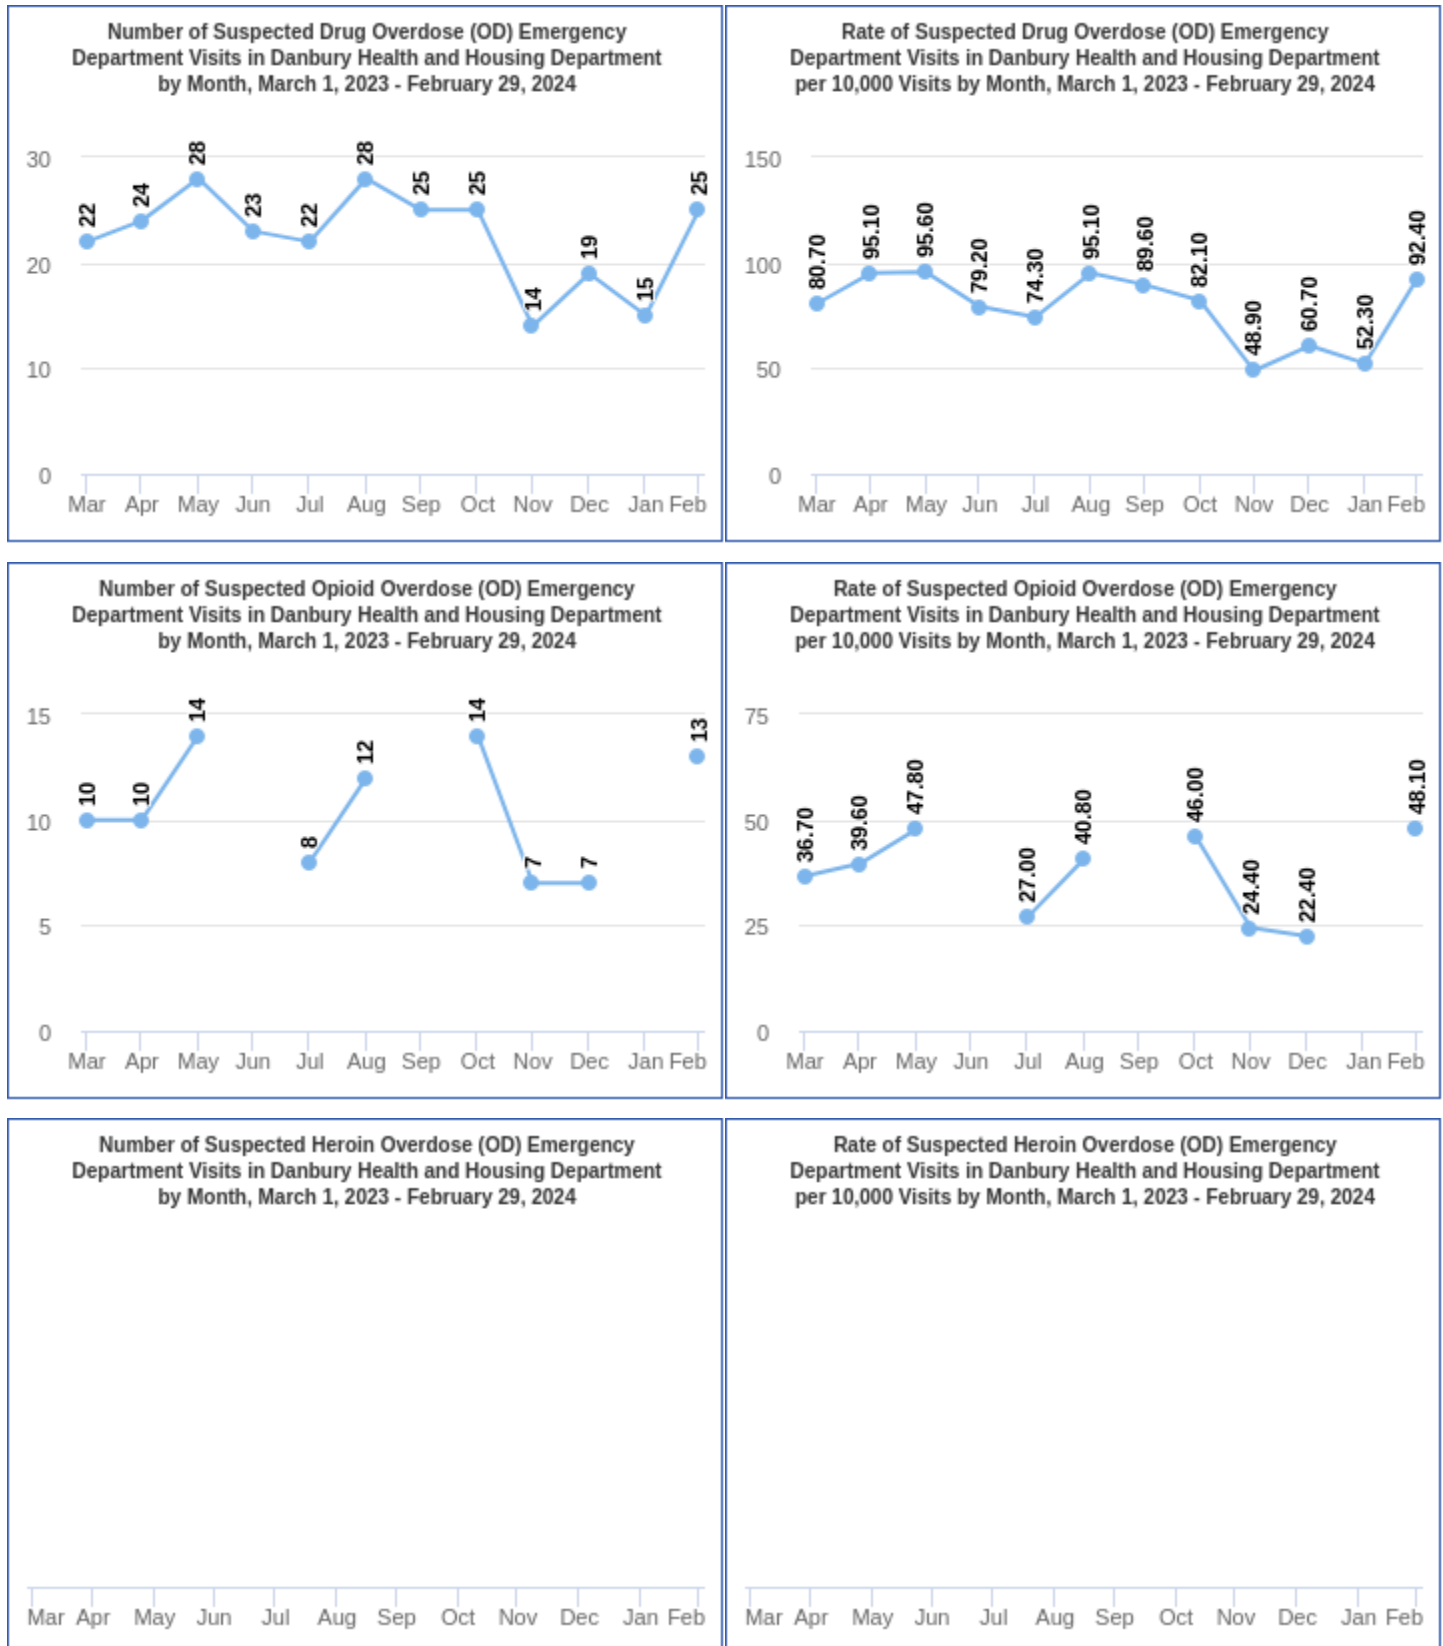 Number of Suspected Drug Overdose (OD) Emergency
Department Visits in Danbury Health and Housing Department
by Month, March 1, 2023 - February 29, 2024
30
20
10
0
22
24
28
23
22
28
25
25
14
19
15
25
Mar Apr May Jun Jul Aug Sep Oct Nov Dec Jan Feb
Rate of Suspected Drug Overdose (OD) Emergency
Department Visits in Danbury Health and Housing Department
per 10,000 Visits by Month, March 1, 2023 - February 29, 2024
150
100
50
0
80.70
95.10
95.60
79.20
74.30
95.10
89.60
82.10
48.90
60.70
52.30
92.40
Mar Apr May Jun Jul Aug Sep Oct Nov Dec Jan Feb
Number of Suspected Opioid Overdose (OD) Emergency
Department Visits in Danbury Health and Housing Department
by Month, March 1, 2023 - February 29, 2024
15
10
5
0
10
10
14
8
12
14
7
7
13
Mar Apr May Jun Jul Aug Sep Oct Nov Dec Jan Feb
Rate of Suspected Opioid Overdose (OD) Emergency
Department Visits in Danbury Health and Housing Department
per 10,000 Visits by Month, March 1, 2023 - February 29, 2024
75
50
25
0
36.70
39.60
47.80
27.00
40.80
46.00
24.40
22.40
48.10
Mar Apr May Jun Jul Aug Sep Oct Nov Dec Jan Feb
Number of Suspected Heroin Overdose (OD) Emergency
Department Visits in Danbury Health and Housing Department
by Month, March 1, 2023 - February 29, 2024
Mar Apr May Jun Jul Aug Sep Oct Nov Dec Jan Feb
Rate of Suspected Heroin Overdose (OD) Emergency
Department Visits in Danbury Health and Housing Department
per 10,000 Visits by Month, March 1, 2023 - February 29, 2024
Mar Apr May Jun Jul Aug Sep Oct Nov Dec Jan Feb